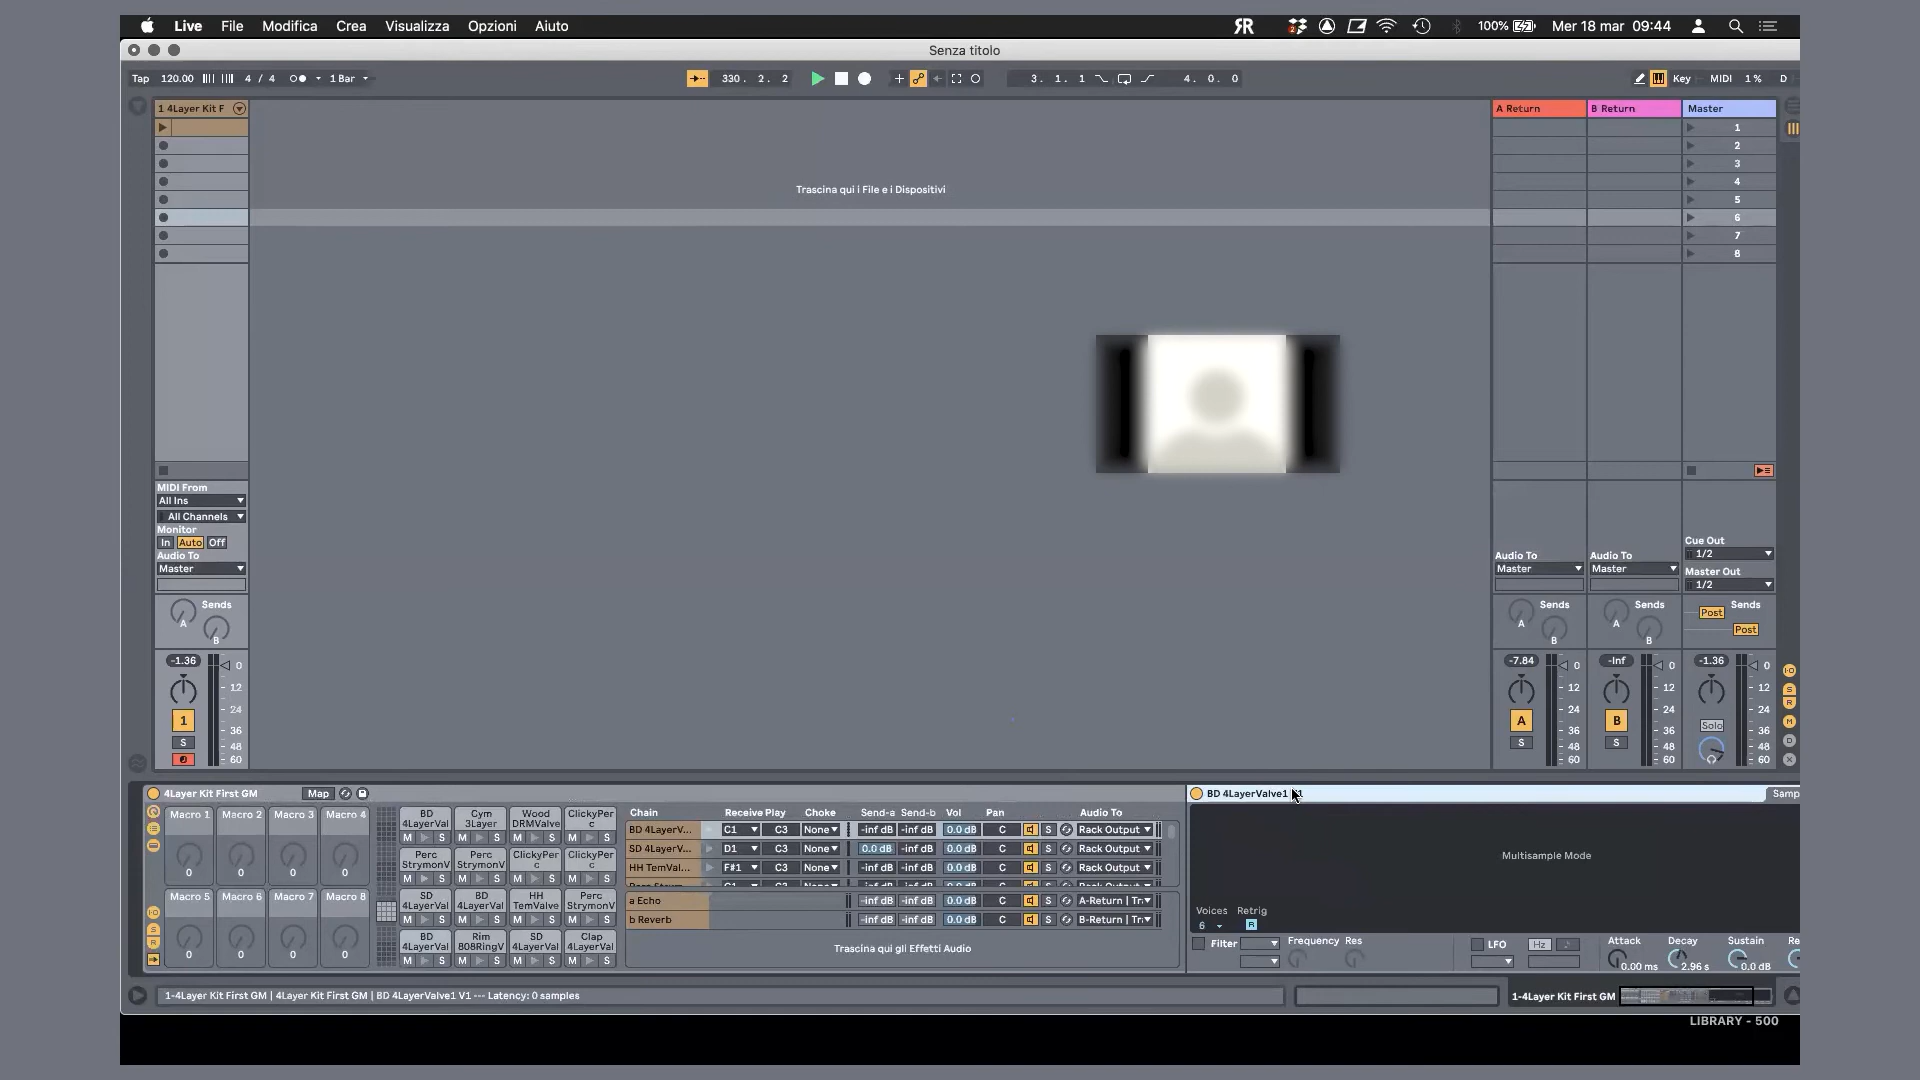 Live File Modifica Crea Visualizza Opzioni Aiuto 100% Mer 18 mar 09:44
Senza titolo
Tap 120.00 4 / 4 1 Bar 330. 2. 2 3. 1. 1 4. 0. 0 Key MIDI 1% D
1 4Layer Kit F A Return B Return Master
1
2
3
Trascina qui i File e i Dispositivi
4
5
6
7
8
MIDI From
All Ins
All Channels
Monitor
In Auto Off
Audio To Audio To Audio To
Master Master Master
Cue Out
1/2
Master Out
1/2
Sends Sends Sends Sends
A B A B A B Post Post
-1.36 0 -7.84 0 -Inf 0 -1.36 0
12 12 12 12
1 24 A 24 B 24 Solo 24
S 36 S 36 S 36 36
48 48 48 48
60 60 60 60
4Layer Kit First GM Map
Macro 1 Macro 2 Macro 3 Macro 4
0 0 0 0
Macro 5 Macro 6 Macro 7 Macro 8
0 0 0 0
BD 4LayerVal Cym 3Layer Wood DRMValve ClickyPerc
M S M S M S M S
Perc StrymonV Perc StrymonV ClickyPerc ClickyPerc
M S M S M S M S
SD 4LayerVal BD 4LayerVal HH TemValve Perc StrymonV
M S M S M S M S
BD 4LayerVal Rim 808RingV SD 4LayerVal Clap 4LayerVal
M S M S M S M S
Chain Receive Play Choke Send-a Send-b Vol Pan Audio To
BD 4LayerV... C1 C3 None -inf dB -inf dB 0.0 dB C S Rack Output
SD 4LayerV... D1 C3 None 0.0 dB -inf dB 0.0 dB C S Rack Output
HH TemVal... F#1 C3 None -inf dB -inf dB 0.0 dB C S Rack Output
a Echo -inf dB -inf dB 0.0 dB C S A-Return | Tr
b Reverb -inf dB -inf dB 0.0 dB C S B-Return | Tr
Trascina qui gli Effetti Audio
BD 4LayerValve1 Samp
Multisample Mode
Voices Retrig
6 R
Filter Frequency Res LFO Hz Attack Decay Sustain Re
0.00 ms 2.96 s 0.0 dB
1-4Layer Kit First GM | 4Layer Kit First GM | BD 4LayerValve1 V1 --- Latency: 0 samples
1-4Layer Kit First GM
LIBRARY - 500